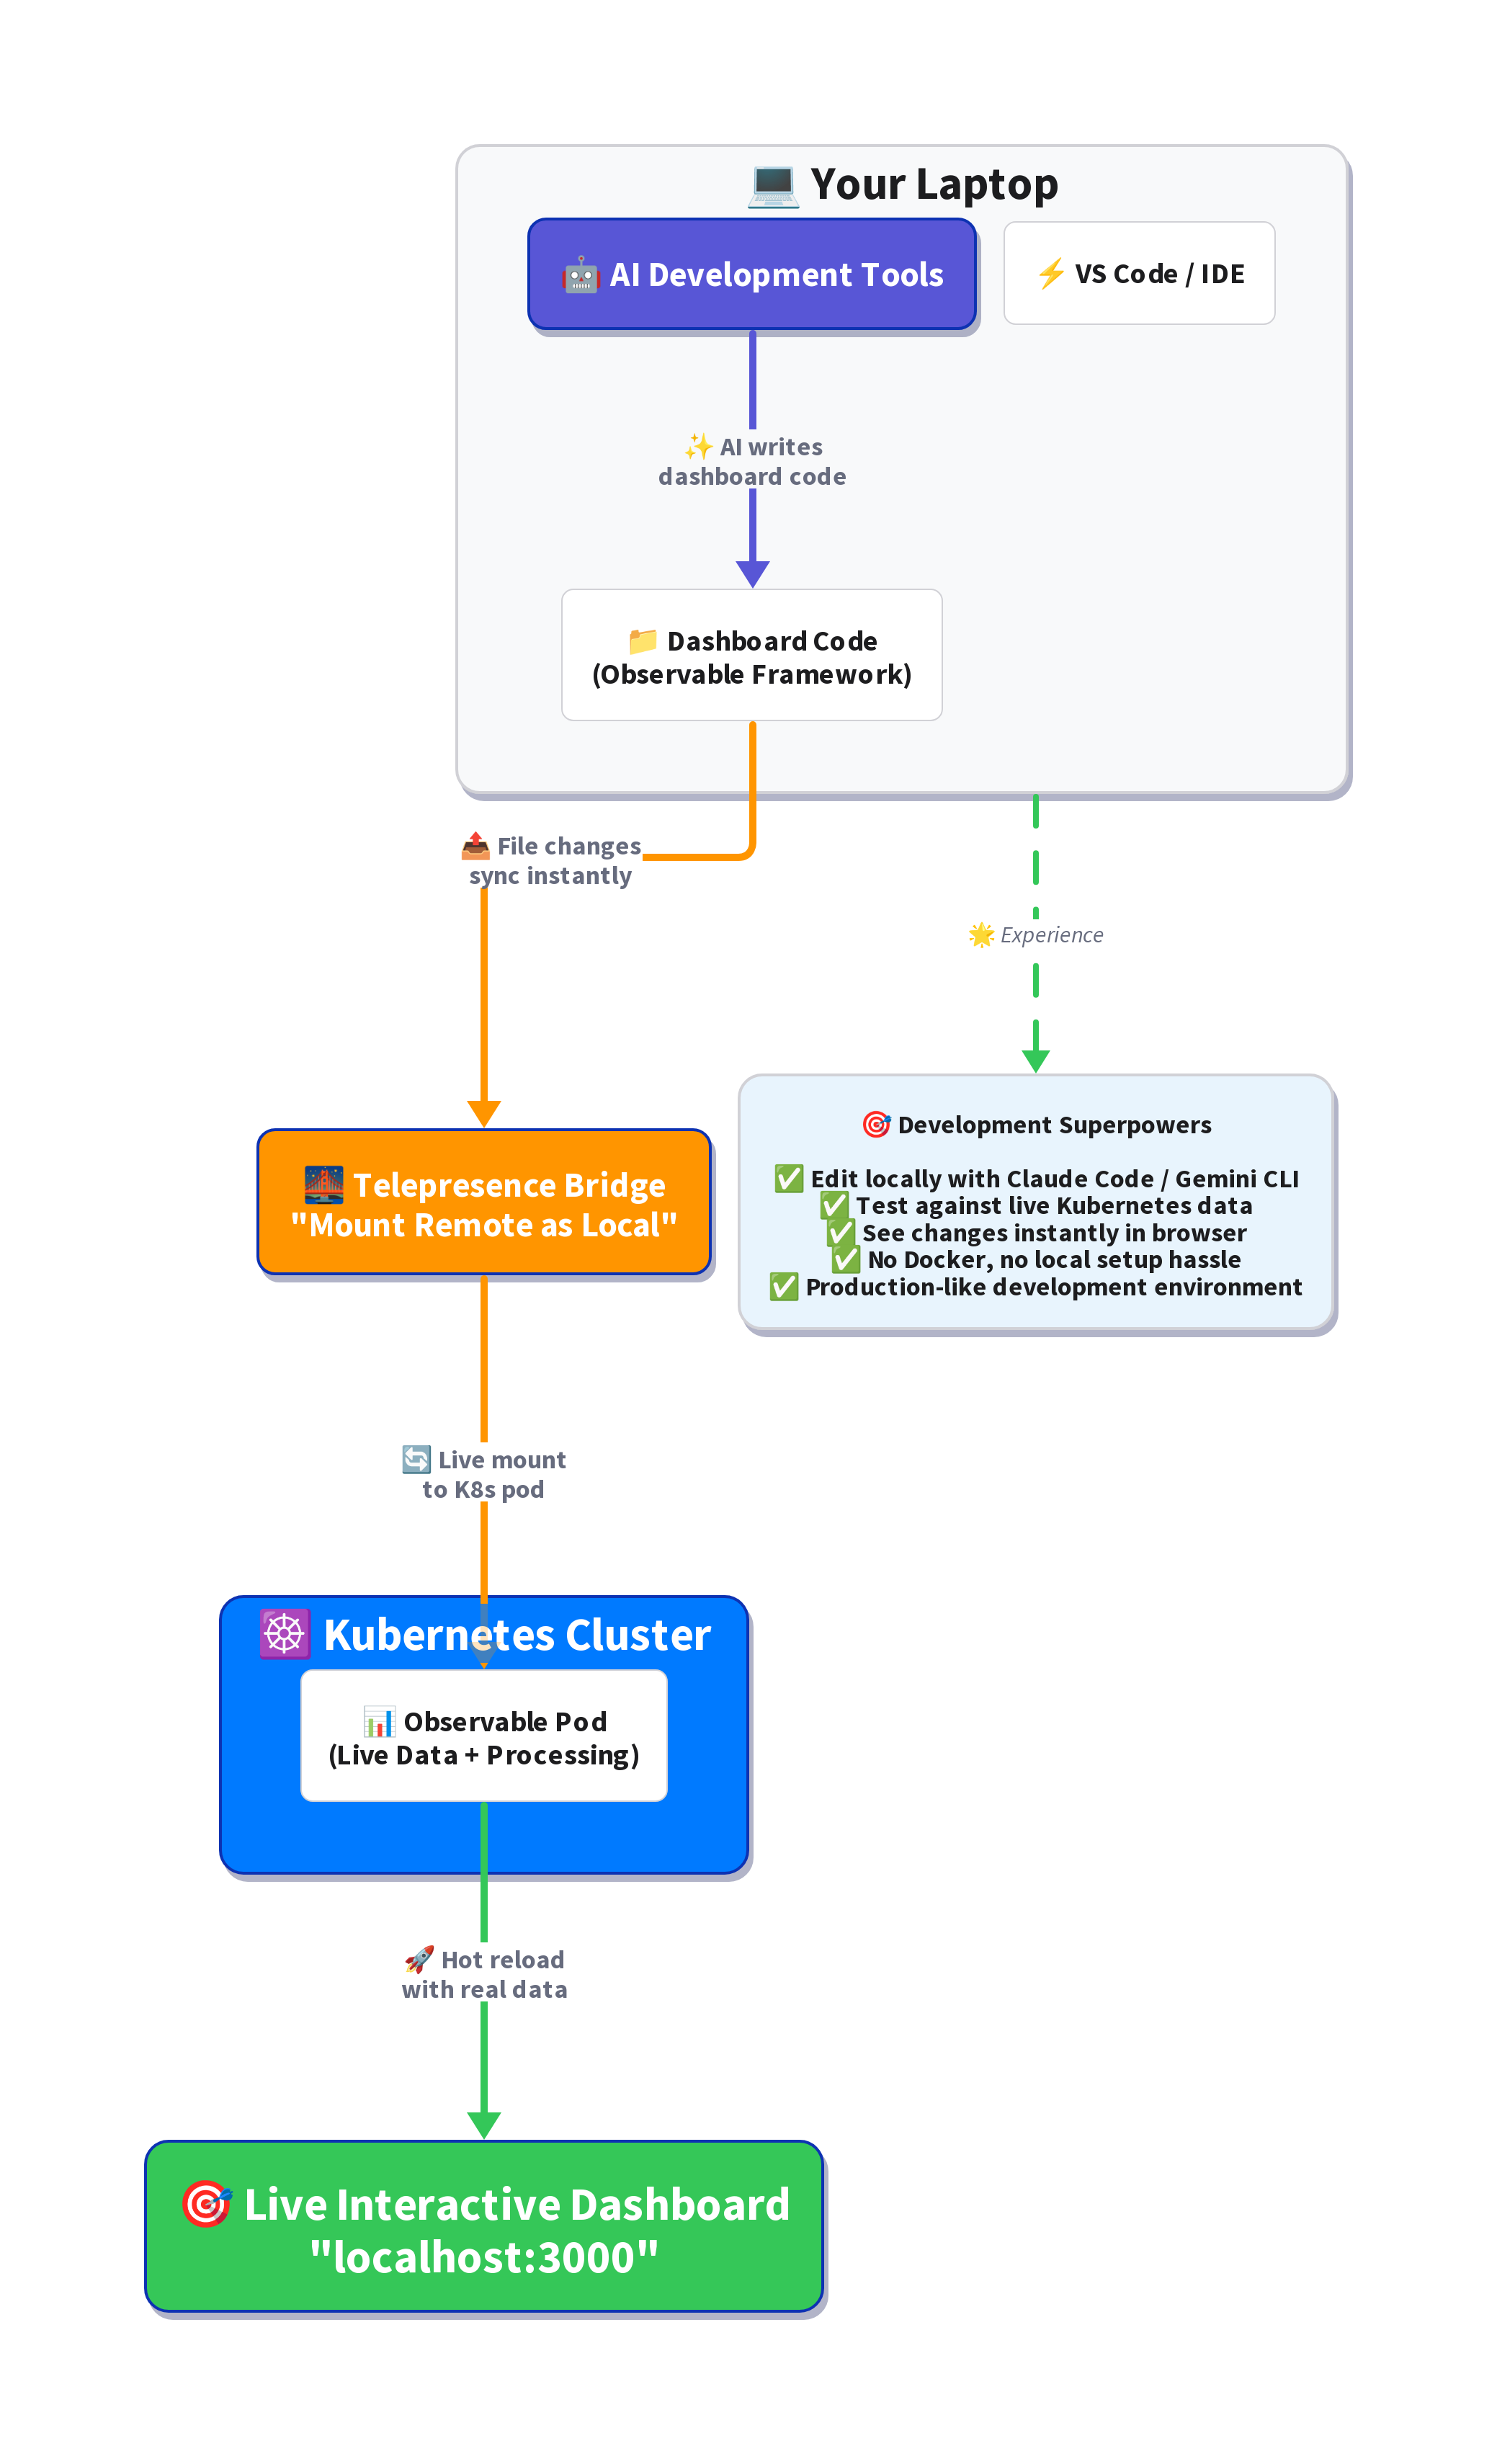 💻 Your Laptop
🤖 AI Development Tools
⚡ VS Code / IDE
✨ AI writes
dashboard code
📁 Dashboard Code
(Observable Framework)
📤 File changes
sync instantly
🌟 Experience
🌉 Telepresence Bridge
"Mount Remote as Local"
🎯 Development Superpowers
✅ Edit locally with Claude Code / Gemini CLI
✅ Test against live Kubernetes data
✅ See changes instantly in browser
✅ No Docker, no local setup hassle
✅ Production-like development environment
🔄 Live mount
to K8s pod
☸️ Kubernetes Cluster
📊 Observable Pod
(Live Data + Processing)
🚀 Hot reload
with real data
🎯 Live Interactive Dashboard
"localhost:3000"